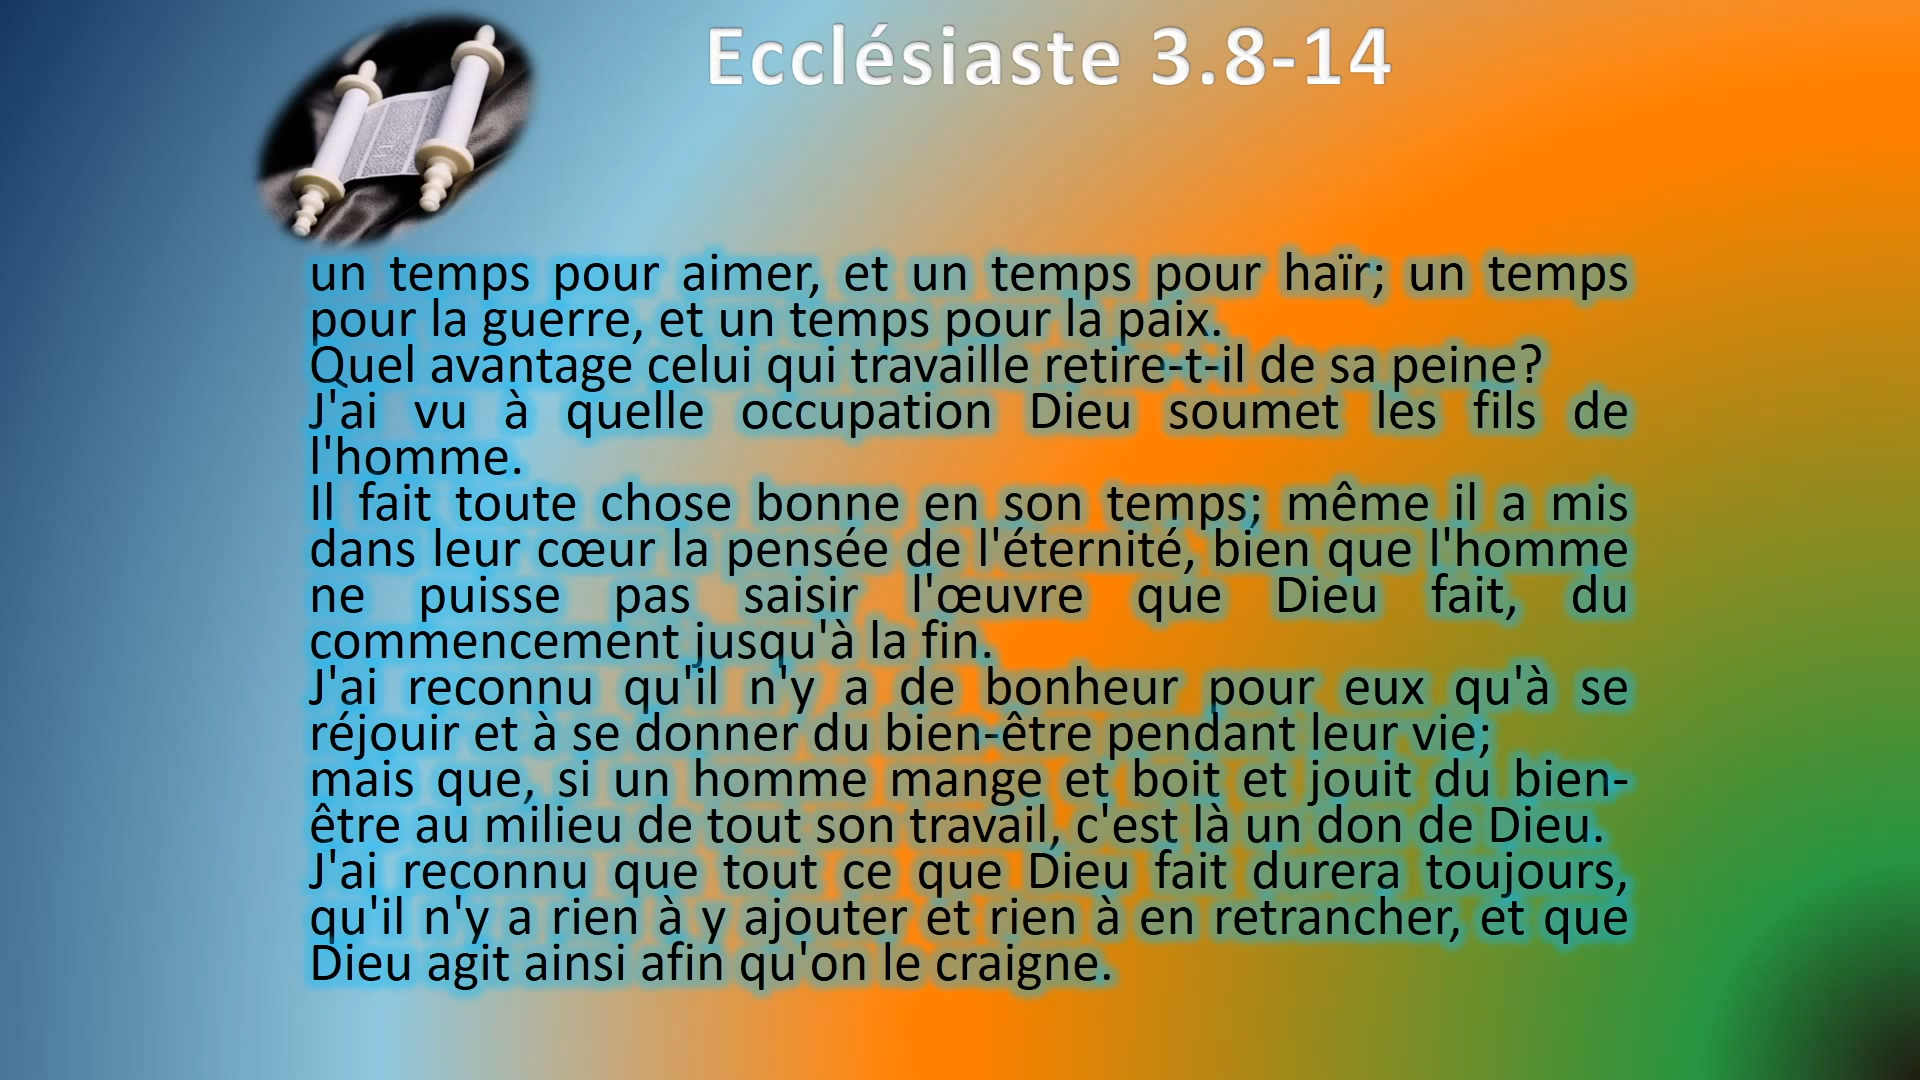 Ecclésiaste 3.8-14
un temps pour aimer, et un temps pour haïr; un temps
pour la guerre, et un temps pour la paix.
Quel avantage celui qui travaille retire-t-il de sa peine?
J'ai vu à quelle occupation Dieu soumet les fils de
l'homme.
Il fait toute chose bonne en son temps; même il a mis
dans leur cœur la pensée de l'éternité, bien que l'homme
ne puisse pas saisir l'œuvre que Dieu fait, du
commencement jusqu'à la fin.
J'ai reconnu qu'il n'y a de bonheur pour eux qu'à se
réjouir et à se donner du bien-être pendant leur vie;
mais que, si un homme mange et boit et jouit du bien-
être au milieu de tout son travail, c'est là un don de Dieu.
J'ai reconnu que tout ce que Dieu fait durera toujours,
qu'il n'y a rien à y ajouter et rien à en retrancher, et que
Dieu agit ainsi afin qu'on le craigne.